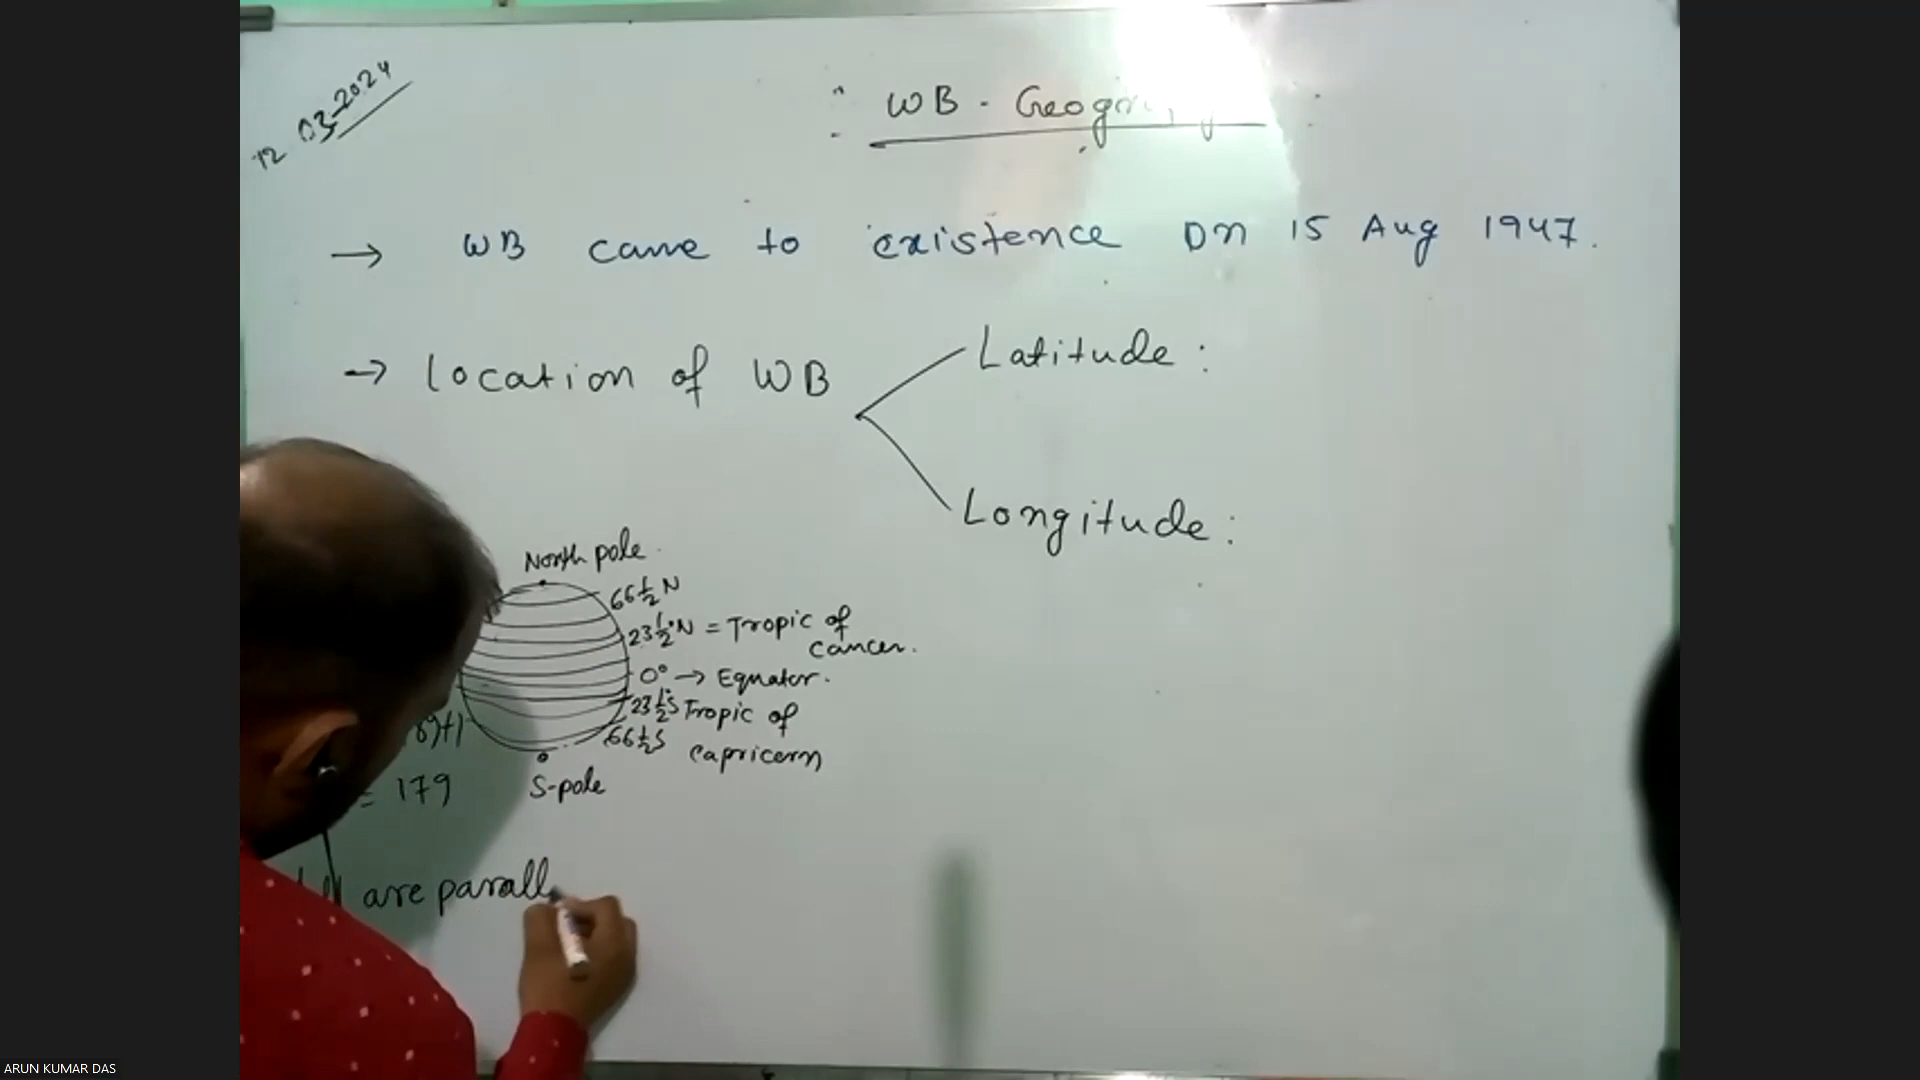 12 03-2024
WB - Geogr
→ WB came to existence On 15 Aug 1947.
→ Location of WB
Latitude :
Longitude :
North pole
66½ N
23½° N = Tropic of cancer.
0° → Equator.
23½° S Tropic of capricorn
66½ S
S-pole
= 179
are parall
ARUN KUMAR DAS